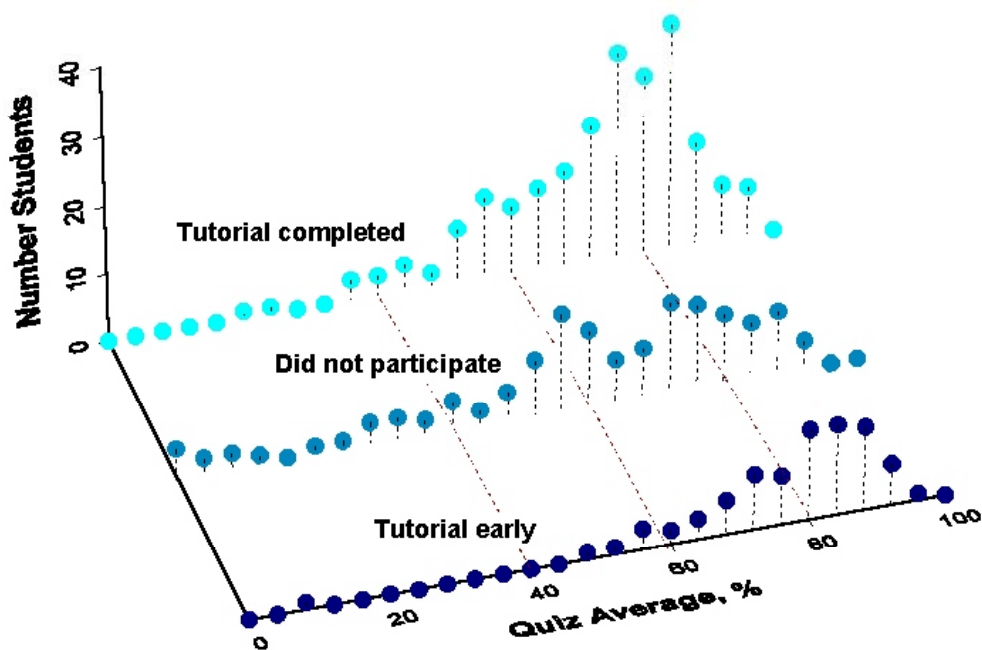 40
30
20
10
0
Number Students
Tutorial completed
Did not participate
Tutorial early
0
20
40
60
80
100
Quiz Average, %